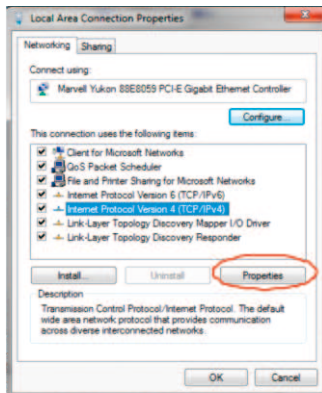 Local Area Connection Properties
Networking
Sharing
Connect using:
Marvell Yukon 88E8059 PCI-E Gigabit Ethernet Controller
Configure...
This connection uses the following items:
Client for Microsoft Networks
QoS Packet Scheduler
File and Printer Sharing for Microsoft Networks
Internet Protocol Version 6 (TCP/IPv6)
Internet Protocol Version 4 (TCP/IPv4)
Link-Layer Topology Discovery Mapper I/O Driver
Link-Layer Topology Discovery Responder
Install...
Uninstall
Properties
Description
Transmission Control Protocol/Internet Protocol. The default
wide area network protocol that provides communication
across diverse interconnected networks.
OK
Cancel